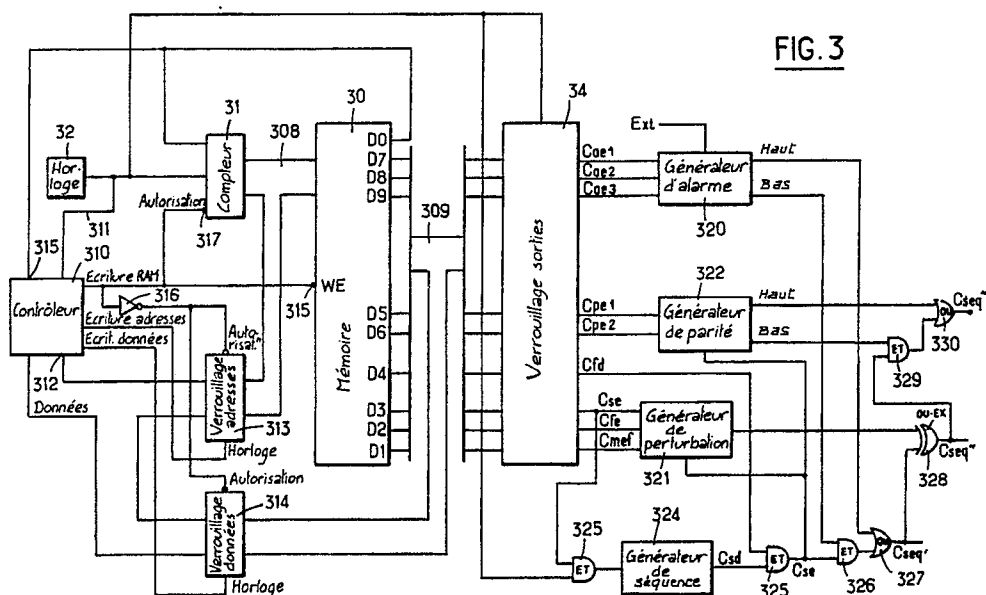 FIG. 3
32
Hor-
loge
31
Compteur
308
30
Mémoire
D0
D7
D8
D9
D5
D6
D4
D3
D2
D1
309
34
Verrouillage sorties
Ext
Cae1
Cae2
Cae3
Générateur
d'alarme
320
Haut
Bas
311
Autorisation
317
315
310
Contrôleur
Ecriture RAM
316
315
WE
Ecriture adresses
Ecrit. données
Auto-
risat.ⁿ
312
Données
Verrouillage
adresses
313
Horloge
Autorisation
Verrouillage
données
314
Horloge
322
Cpe1
Cpe2
Générateur
de parité
Haut
Bas
OU
330
Cseq'''
ET
329
Cfd
Cse
Cfe
Cmef
Générateur
de
perturbation
321
OU-EX
328
Cseq''
325
ET
324
Générateur
de
séquence
Csd
ET
325
Cse
ET
326
OU
327
Cseq'